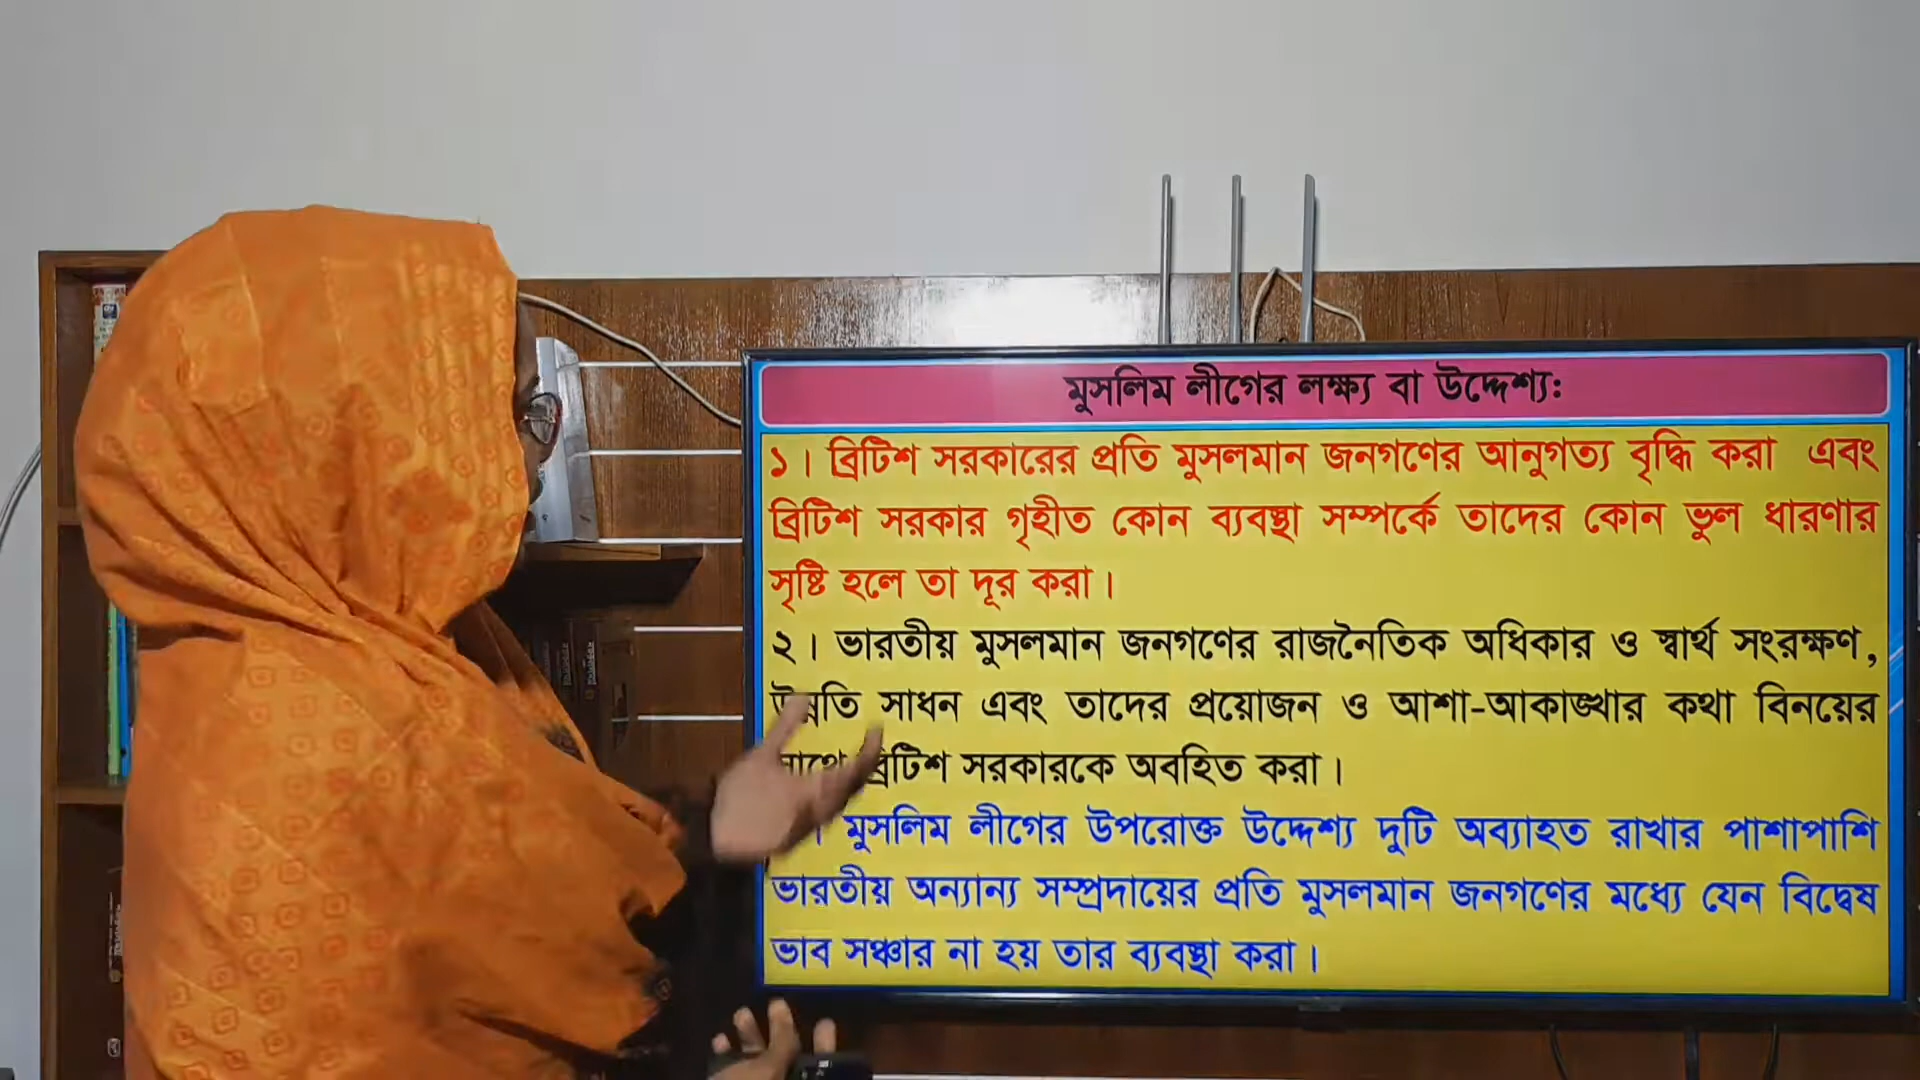 মুসলিম লীগের লক্ষ্য বা উদ্দেশ্য:
১। ব্রিটিশ সরকারের প্রতি মুসলমান জনগণের আনুগত্য বৃদ্ধি করা এবং
ব্রিটিশ সরকার গৃহীত কোন ব্যবস্থা সম্পর্কে তাদের কোন ভুল ধারণার
সৃষ্টি হলে তা দূর করা।
২। ভারতীয় মুসলমান জনগণের রাজনৈতিক অধিকার ও স্বার্থ সংরক্ষণ,
উন্নতি সাধন এবং তাদের প্রয়োজন ও আশা-আকাঙ্খার কথা বিনয়ের
সাথে ব্রিটিশ সরকারকে অবহিত করা।
মুসলিম লীগের উপরোক্ত উদ্দেশ্য দুটি অব্যাহত রাখার পাশাপাশি
ভারতীয় অন্যান্য সম্প্রদায়ের প্রতি মুসলমান জনগণের মধ্যে যেন বিদ্বেষ
ভাব সঞ্চার না হয় তার ব্যবস্থা করা।